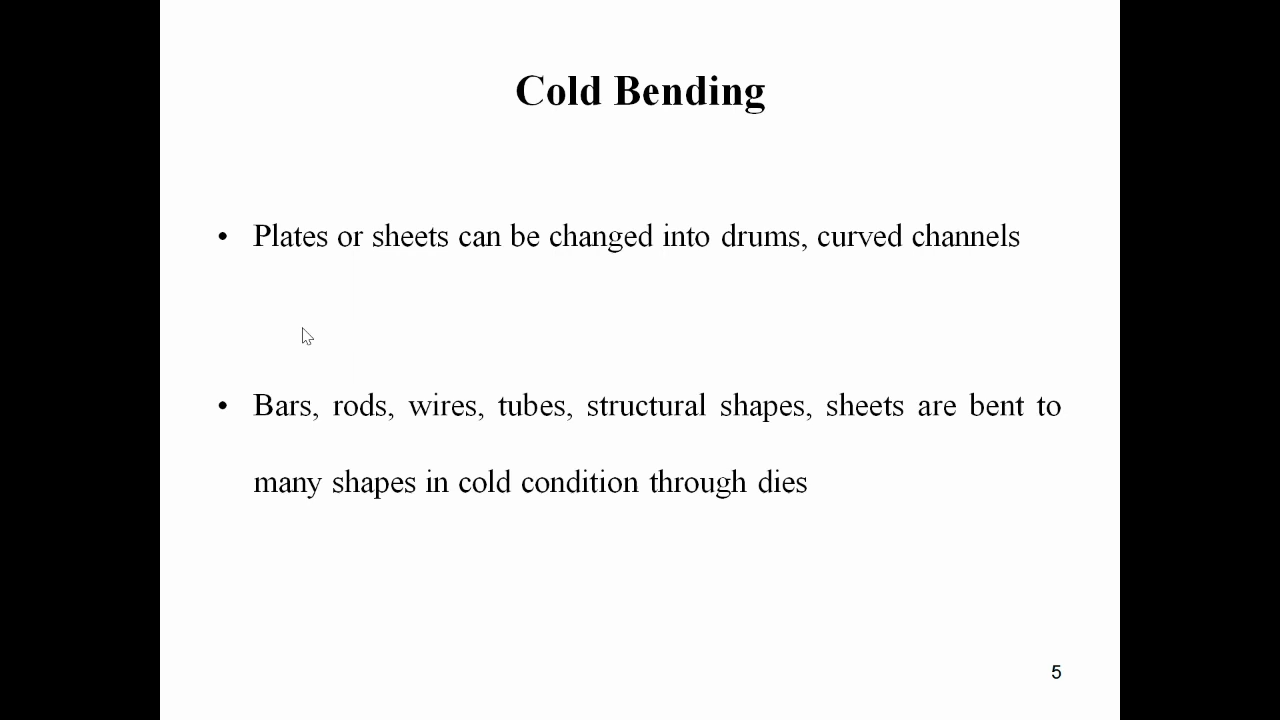 Cold Bending
• Plates or sheets can be changed into drums, curved channels
• Bars, rods, wires, tubes, structural shapes, sheets are bent to
many shapes in cold condition through dies
5